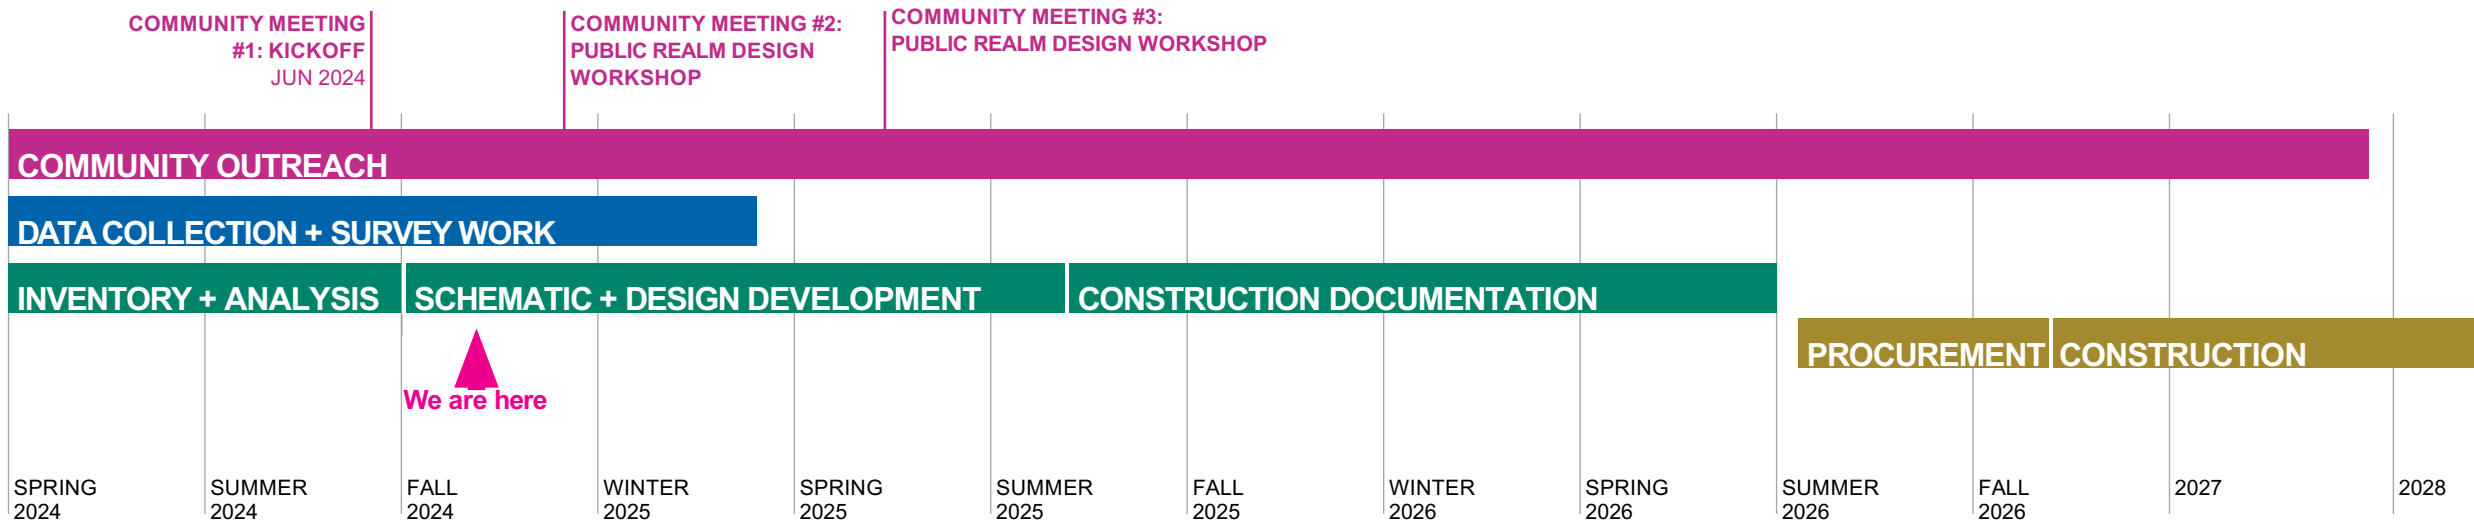 COMMUNITY MEETING
#1: KICKOFF
JUN 2024
COMMUNITY MEETING #2:
PUBLIC REALM DESIGN
WORKSHOP
COMMUNITY MEETING #3:
PUBLIC REALM DESIGN WORKSHOP
COMMUNITY OUTREACH
DATA COLLECTION + SURVEY WORK
INVENTORY + ANALYSIS
SCHEMATIC + DESIGN DEVELOPMENT
CONSTRUCTION DOCUMENTATION
PROCUREMENT
CONSTRUCTION
We are here
SPRING
2024
SUMMER
2024
FALL
2024
WINTER
2025
SPRING
2025
SUMMER
2025
FALL
2025
WINTER
2026
SPRING
2026
SUMMER
2026
FALL
2026
2027
2028